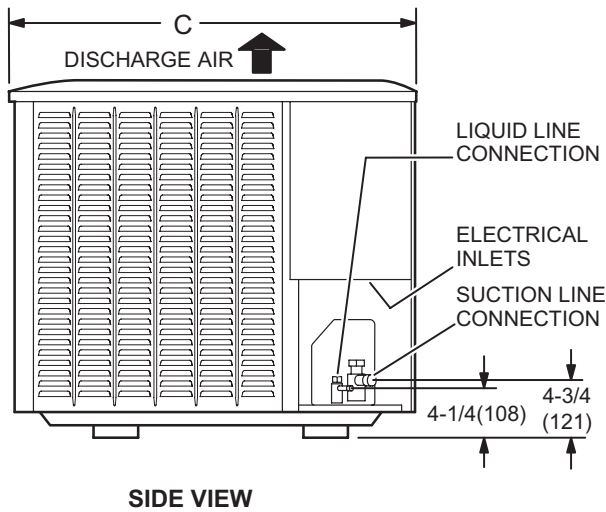 C
DISCHARGE AIR
LIQUID LINE
CONNECTION
ELECTRICAL
INLETS
SUCTION LINE
CONNECTION
4-1/4(108)
4-3/4
(121)
SIDE VIEW